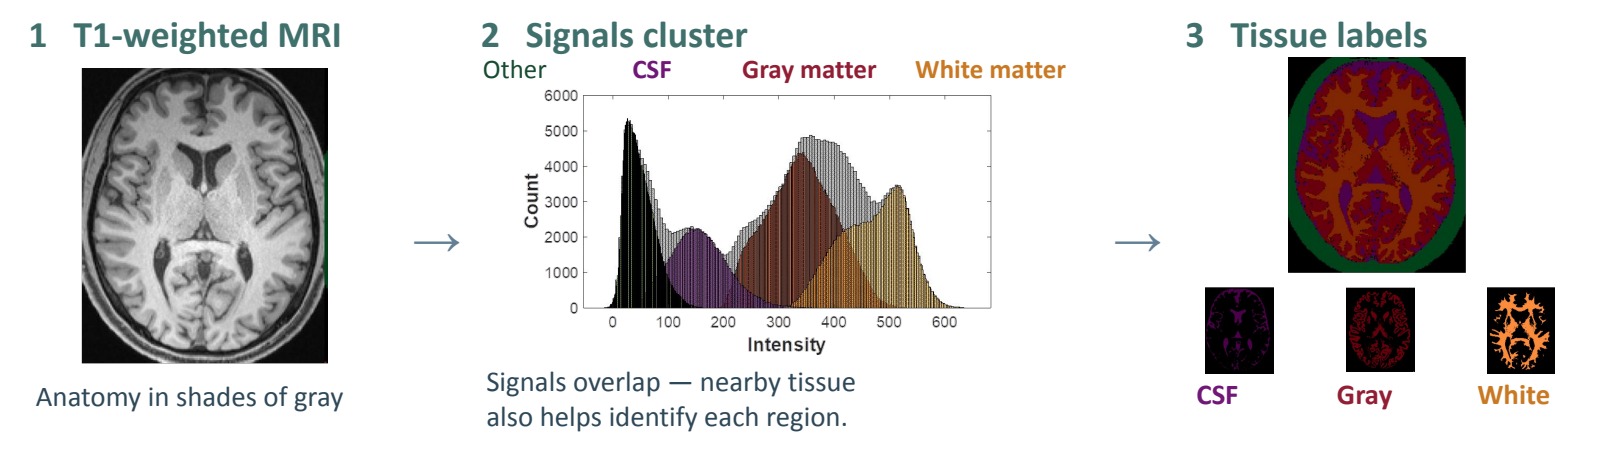 1 T1-weighted MRI
Anatomy in shades of gray
2 Signals cluster
Other CSF Gray matter White matter
6000
5000
4000
3000
2000
1000
0
Count
0 100 200 300 400 500 600
Intensity
Signals overlap — nearby tissue
also helps identify each region.
3 Tissue labels
CSF Gray White